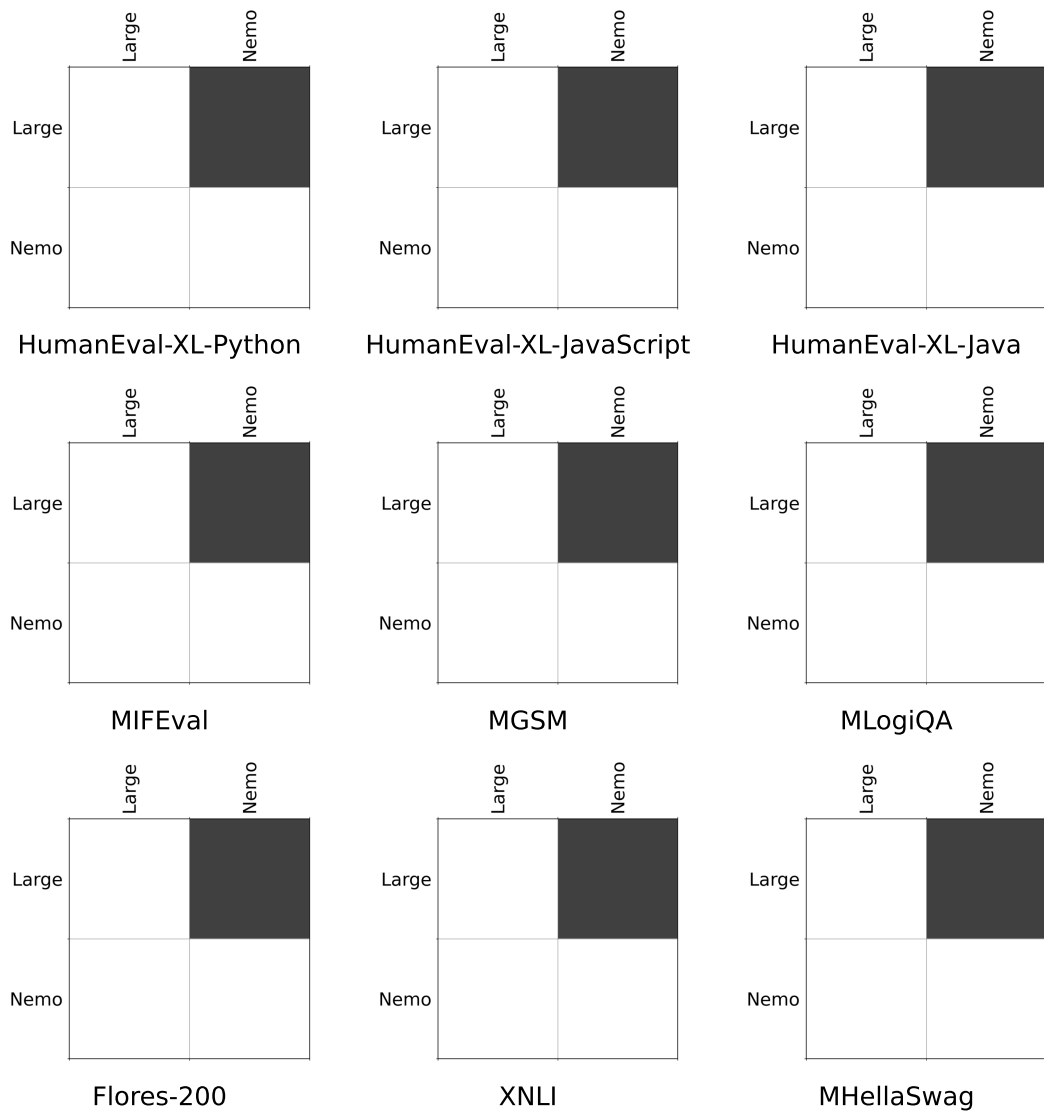 Large Nemo Large Nemo Large Nemo
Large Large Large
Nemo Nemo Nemo
HumanEval-XL-Python HumanEval-XL-JavaScript HumanEval-XL-Java
Large Nemo Large Nemo Large Nemo
Large Large Large
Nemo Nemo Nemo
MIFEval MGSM MLogiQA
Large Nemo Large Nemo Large Nemo
Large Large Large
Nemo Nemo Nemo
Flores-200 XNLI MHellaSwag